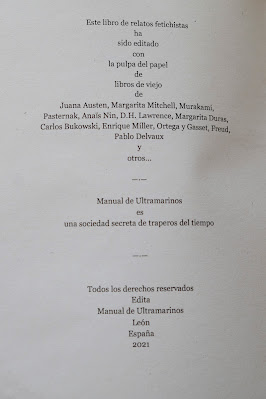 Este libro de relatos fetichistas
ha
sido editado
con
la pulpa del papel
de
libros de viejo
de
Juana Austen, Margarita Mitchell, Murakami,
Pasternak, Anaïs Nin, D.H. Lawrence, Margarita Duras,
Carlos Bukowski, Enrique Miller, Ortega y Gasset, Freud,
Pablo Delvaux
y
otros...
—·—
Manual de Ultramarinos
es
una sociedad secreta de traperos del tiempo
—·—
Todos los derechos reservados
Edita
Manual de Ultramarinos
León
España
2021